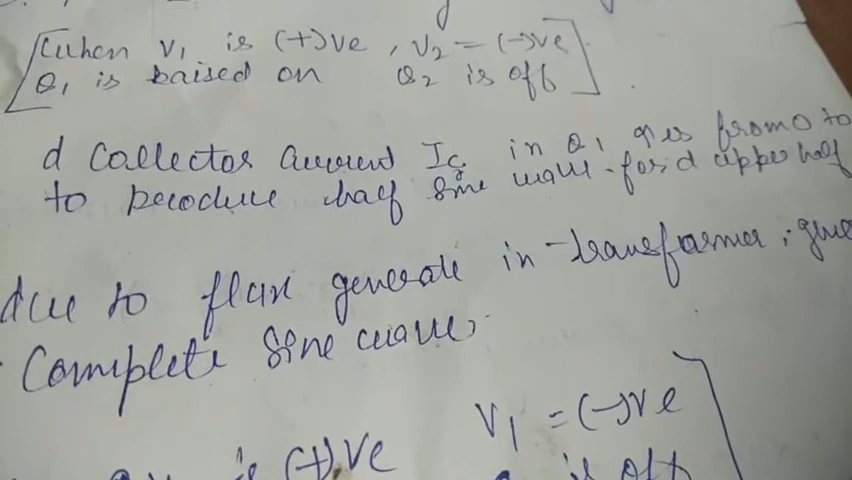 When V1 is (+)ve, V2 = (-)ve
Q1 is baised on Q2 is off
d collector current Ic in Q1 from 0 to
to produce half sine wave. for d upper half
due to flux generate in transformer, give
Complete sine wave.
V1 = (-)ve
is (+)ve
is off